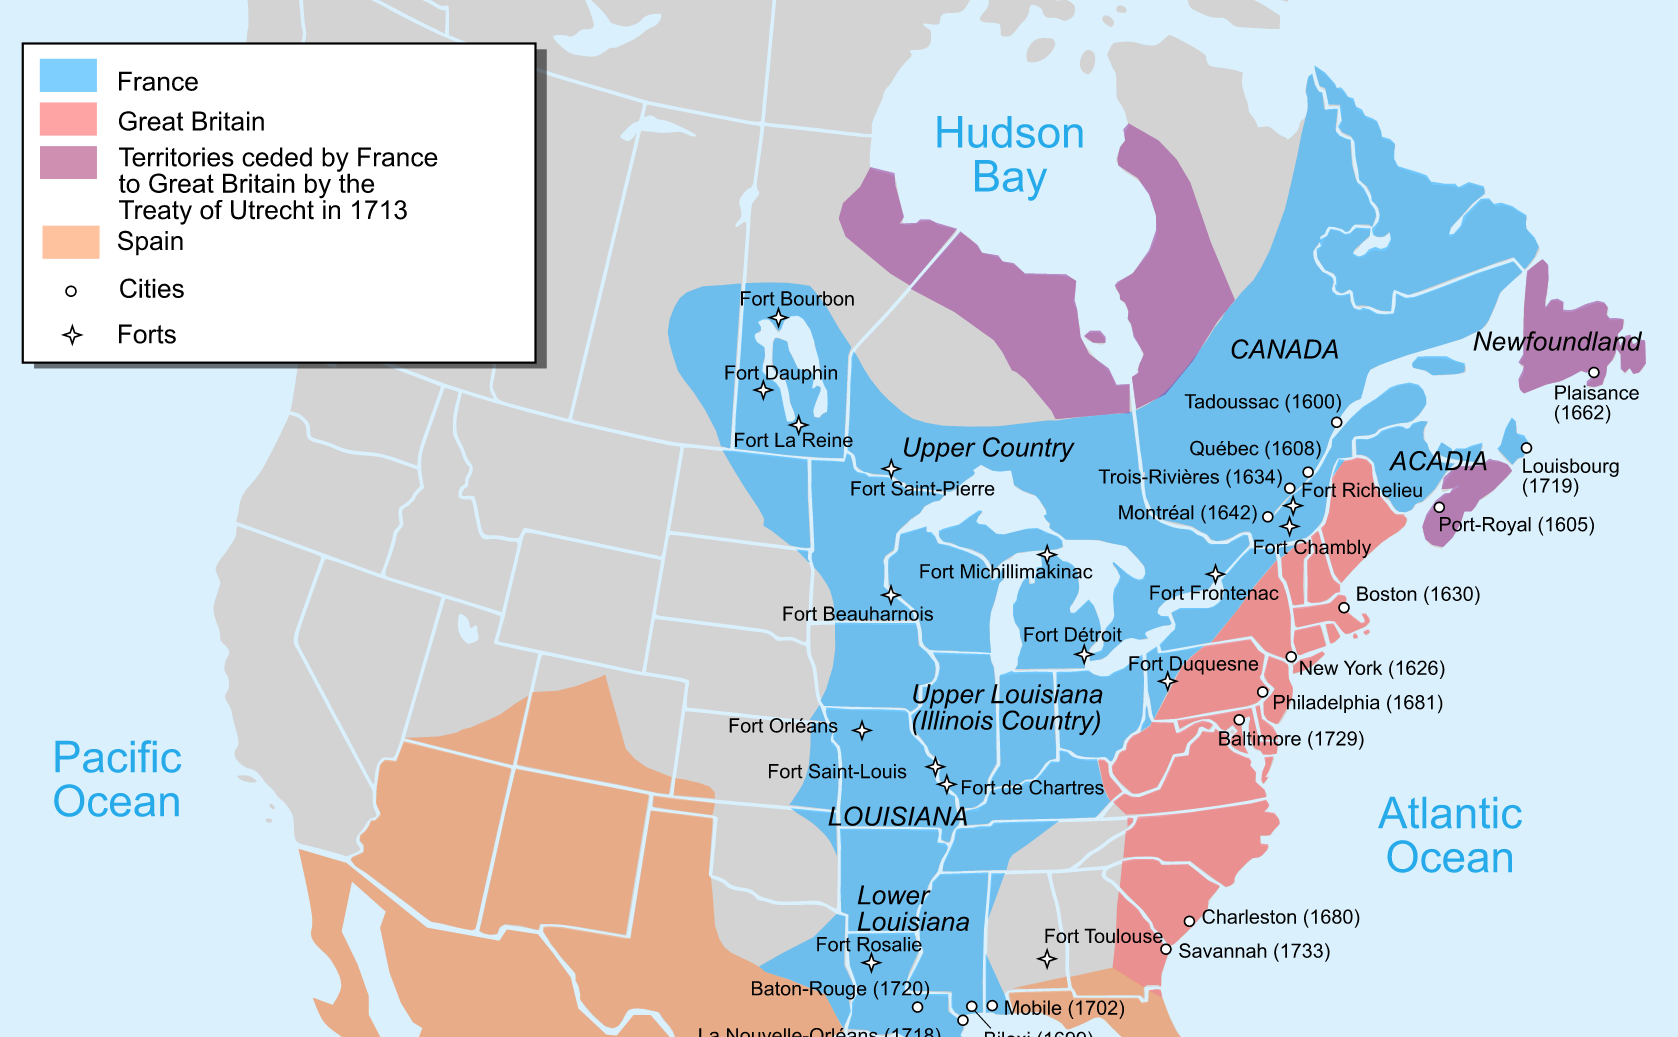 France
Great Britain
Territories ceded by France
to Great Britain by the
Treaty of Utrecht in 1713
Spain
Cities
Forts
Hudson
Bay
Fort Bourbon
Fort Dauphin
Fort La Reine
CANADA
Newfoundland
Plaisance
(1662)
Tadoussac (1600)
Upper Country
Québec (1608)
ACADIA
Louisbourg
(1719)
Trois-Rivières (1634)
Fort Richelieu
Fort Saint-Pierre
Montréal (1642)
Port-Royal (1605)
Fort Chambly
Fort Michillimakinac
Fort Frontenac
Boston (1630)
Fort Beauharnois
Fort Détroit
Fort Duquesne
New York (1626)
Upper Louisiana
(Illinois Country)
Philadelphia (1681)
Fort Orléans
Baltimore (1729)
Pacific
Ocean
Fort Saint-Louis
Fort de Chartres
LOUISIANA
Atlantic
Ocean
Lower
Louisiana
Charleston (1680)
Fort Toulouse
Fort Rosalie
Savannah (1733)
Baton-Rouge (1720)
Mobile (1702)
La Nouvelle-Orléans (1718)
Biloxi (1699)